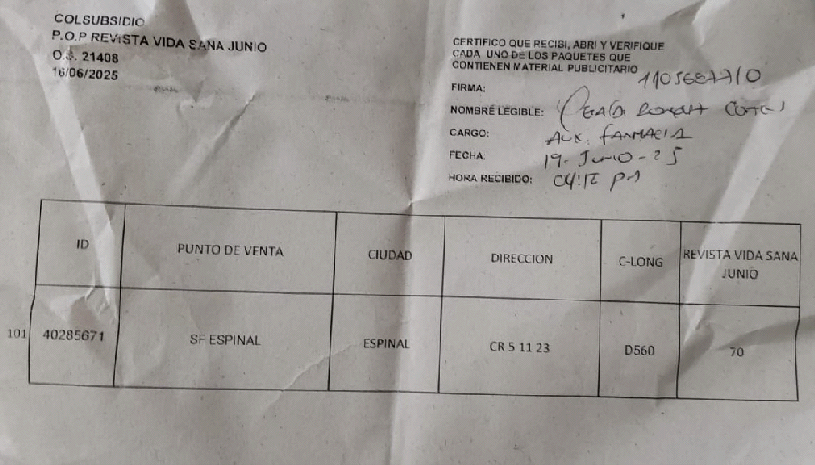 COLSUBSIDIO
P.O.P REVISTA VIDA SANA JUNIO
O.S. 21408
16/06/2025
CERTIFICO QUE RECIBI, ABRI Y VERIFIQUE
CADA UNO DE LOS PAQUETES QUE
CONTIENEN MATERIAL PUBLICITARIO
FIRMA:
NOMBRE LEGIBLE:
CARGO: AUX. FARMACIA
FECHA: 19-JUNIO-25
HORA RECIBIDO: 04:12 PM
ID PUNTO DE VENTA CIUDAD DIRECCION C-LONG REVISTA VIDA SANA
JUNIO
101 40285671 SF ESPINAL ESPINAL CR 5 11 23 D560 70